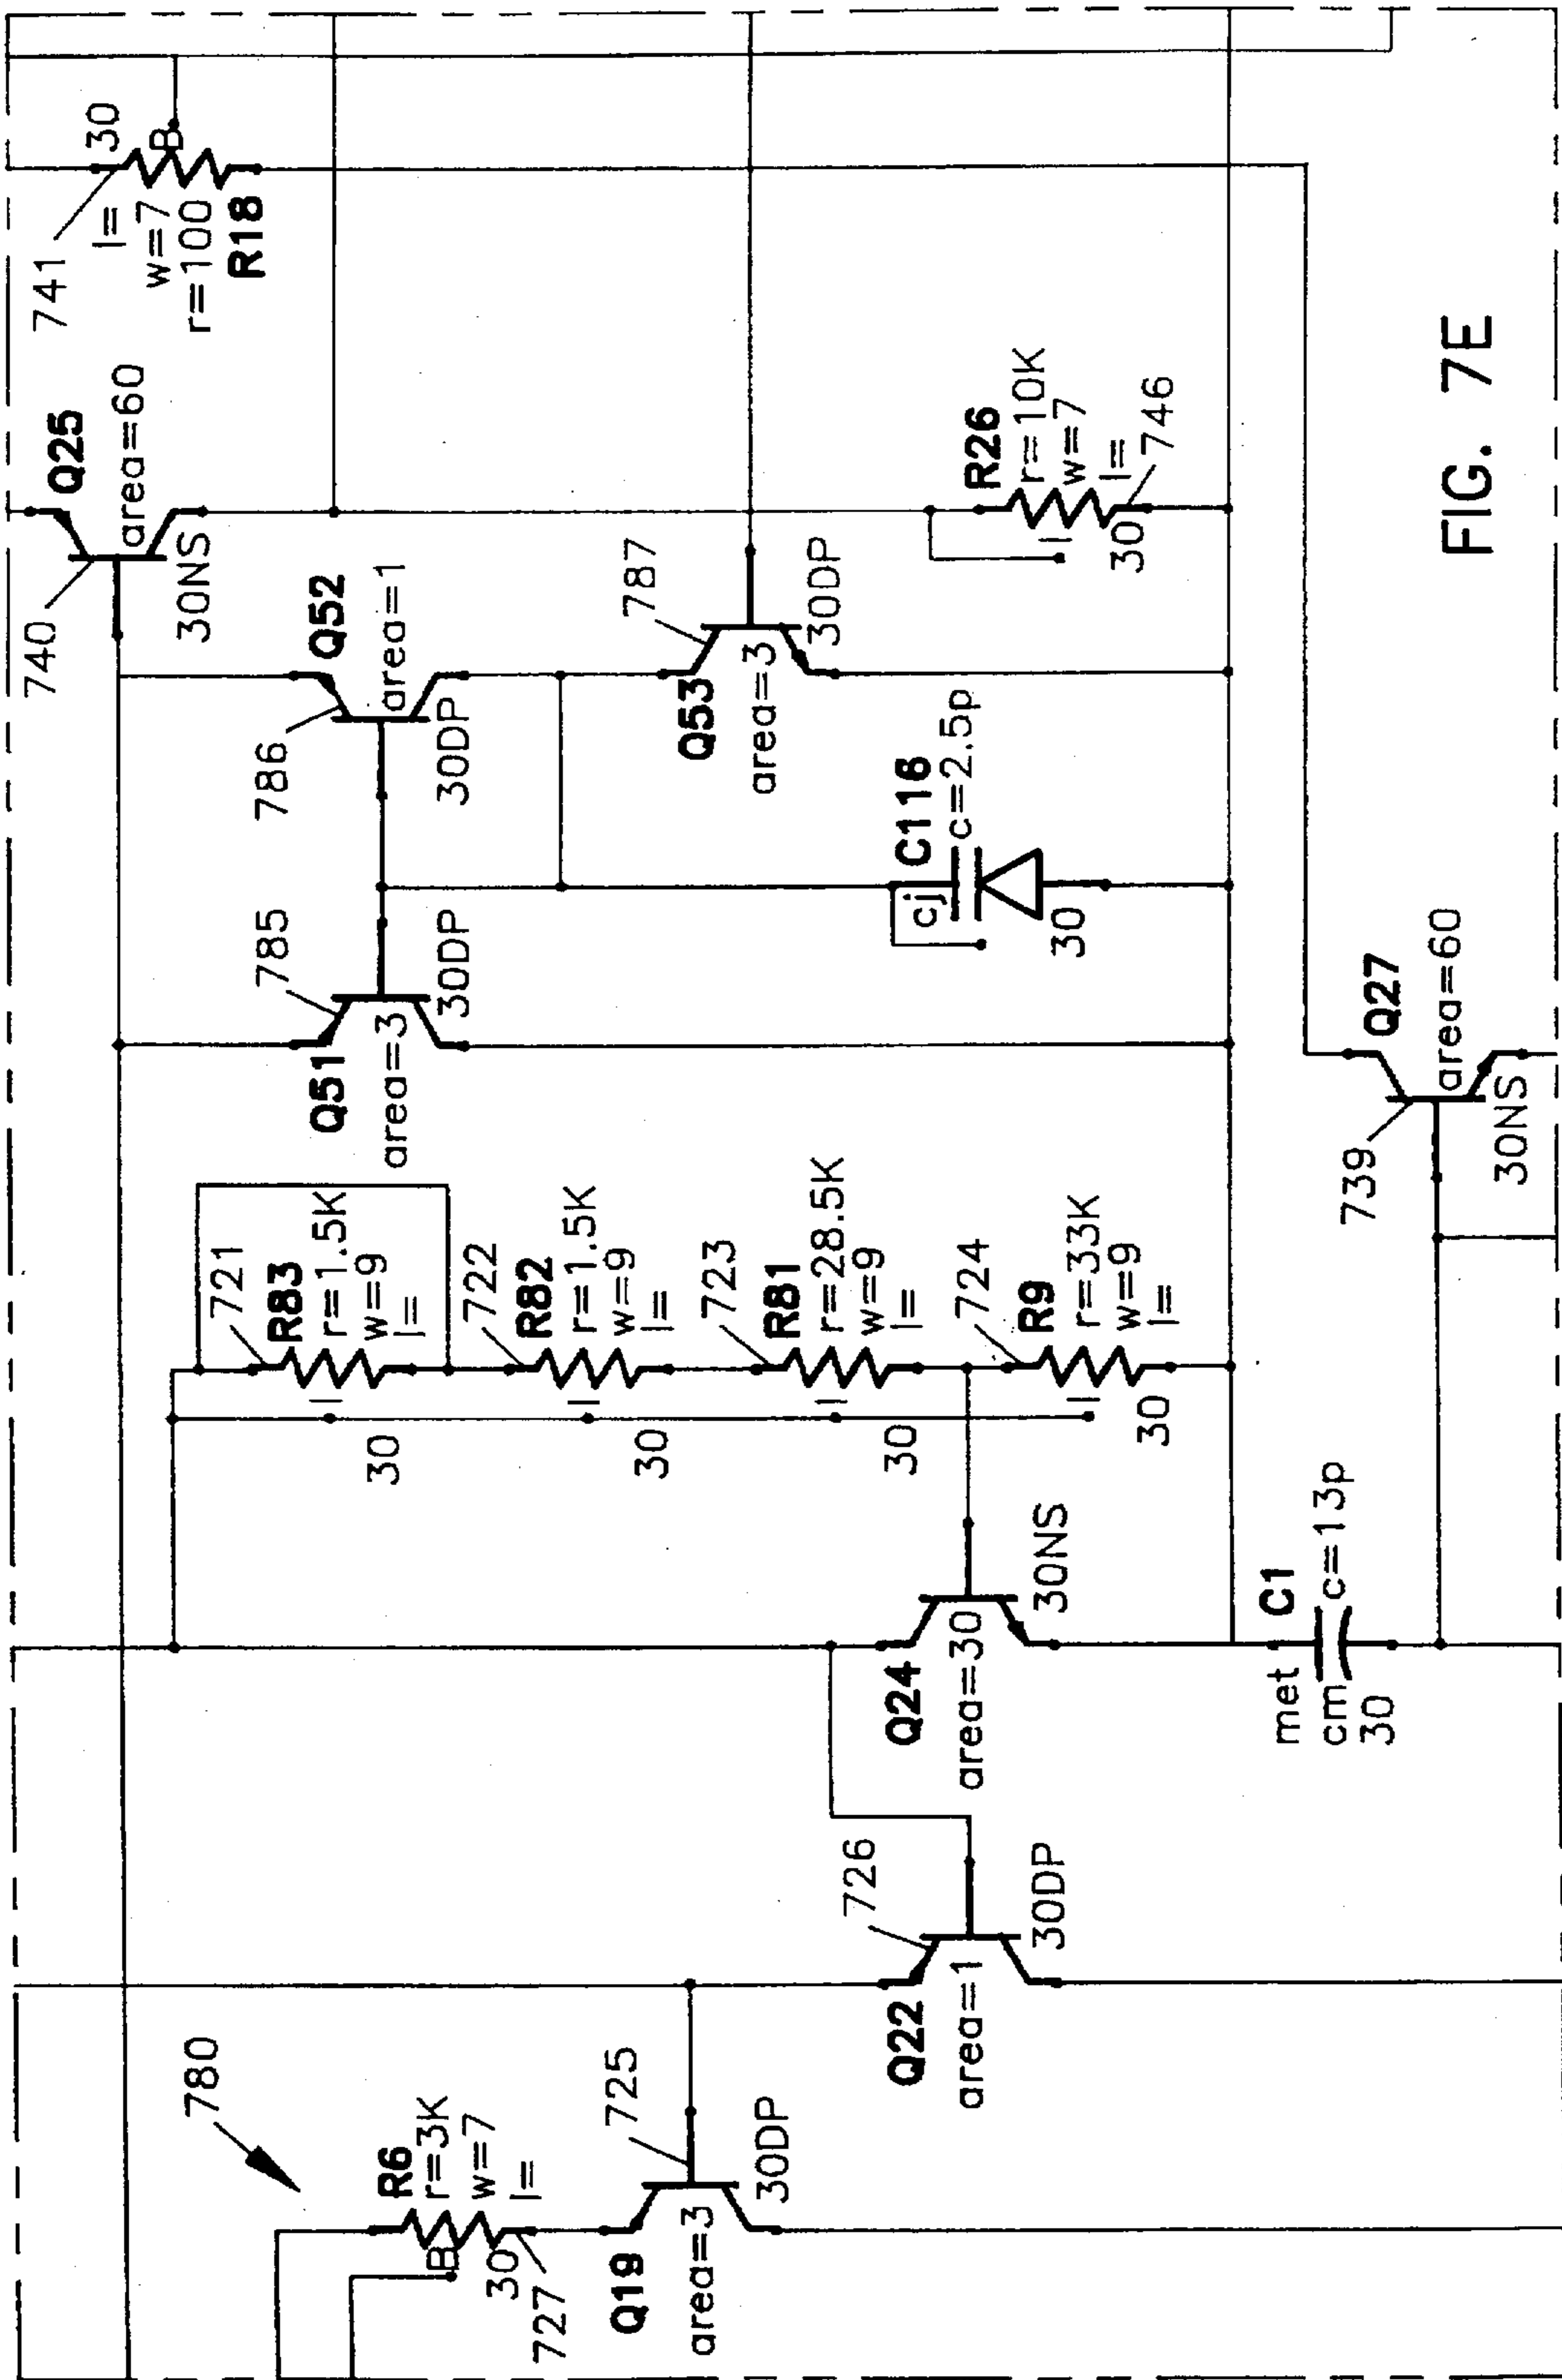 780
R6
r=3K
w=7
l=
B
30
727
Q19
area=3
725
30DP
Q22
area=1
726
30DP
Q24
area=30
30NS
met
C1
cm
c=13p
30
721
R83
r=1.5K
w=9
l=
I
30
722
R82
r=1.5K
w=9
l=
I
30
723
R81
r=28.5K
w=9
l=
I
30
724
R9
r=33K
w=9
l=
I
30
Q51
area=3
785
30DP
786
Q52
area=1
30DP
C116
cj
c=2.5p
30
Q53
area=3
787
30DP
739
Q27
area=60
30NS
740
Q25
area=60
30NS
R26
r=10K
w=7
l=
I
30
746
741
30
B
l=
w=7
r=100
R18
FIG. 7E